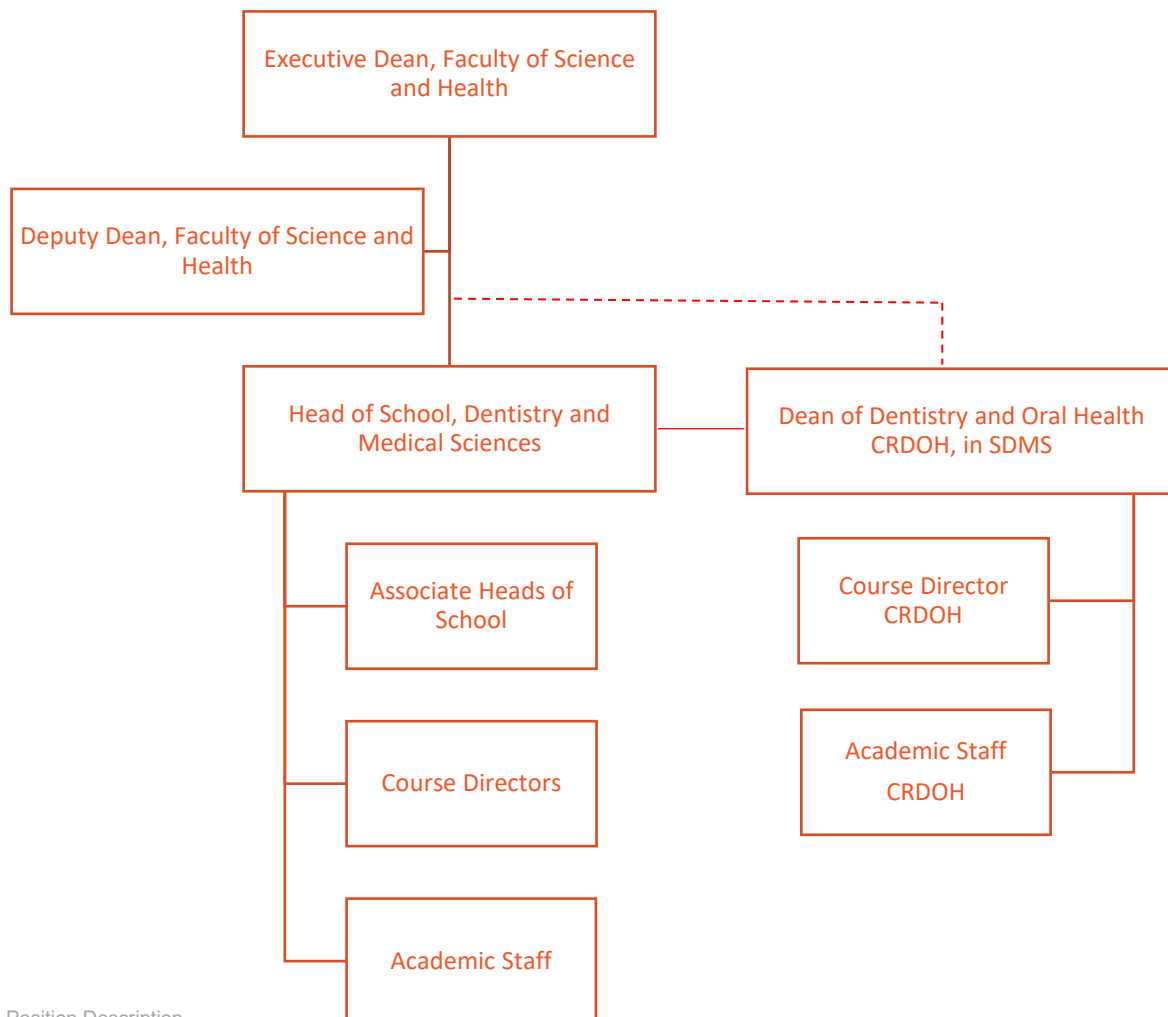 Executive Dean, Faculty of Science
and Health
Deputy Dean, Faculty of Science and
Health
Head of School, Dentistry and
Medical Sciences
Dean of Dentistry and Oral Health
CRDOH, in SDMS
Associate Heads of
School
Course Director
CRDOH
Course Directors
Academic Staff
CRDOH
Academic Staff
Position Description